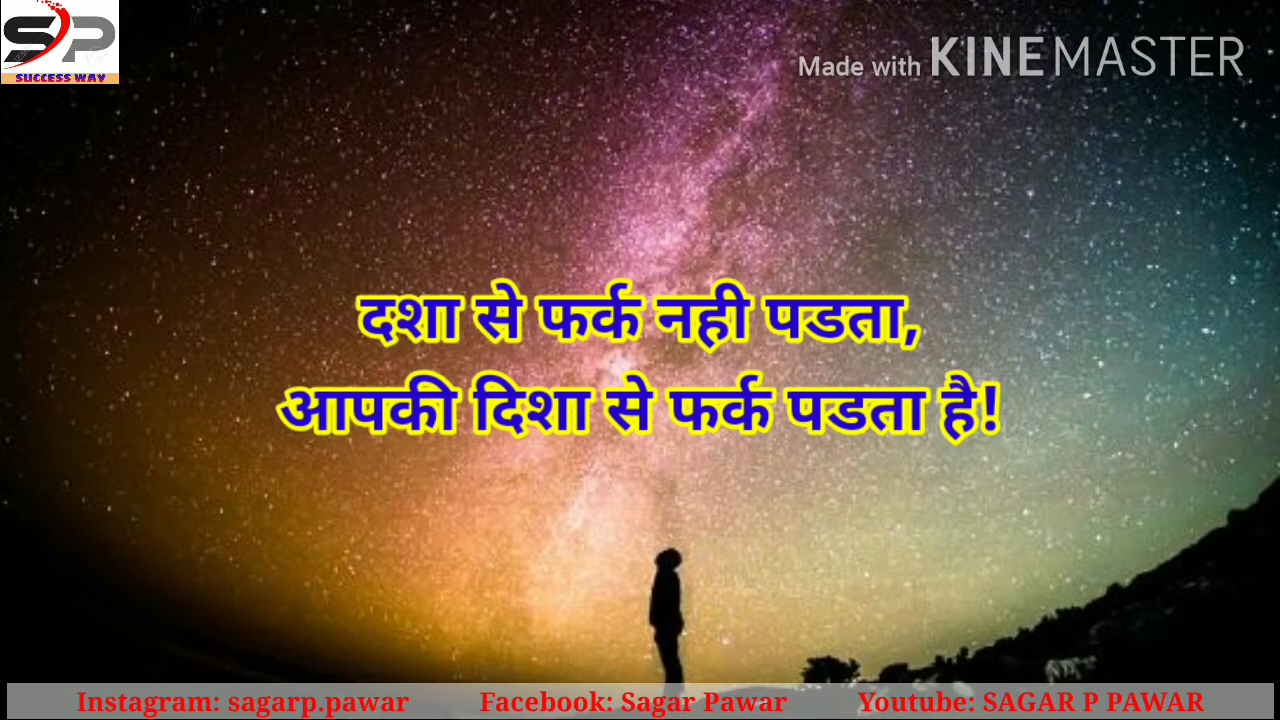 SP
SUCCESS WAY
Made with KINEMASTER
दशा से फर्क नही पडता,
आपकी दिशा से फर्क पडता है!
Instagram: sagarp.pawar Facebook: Sagar Pawar Youtube: SAGAR P PAWAR